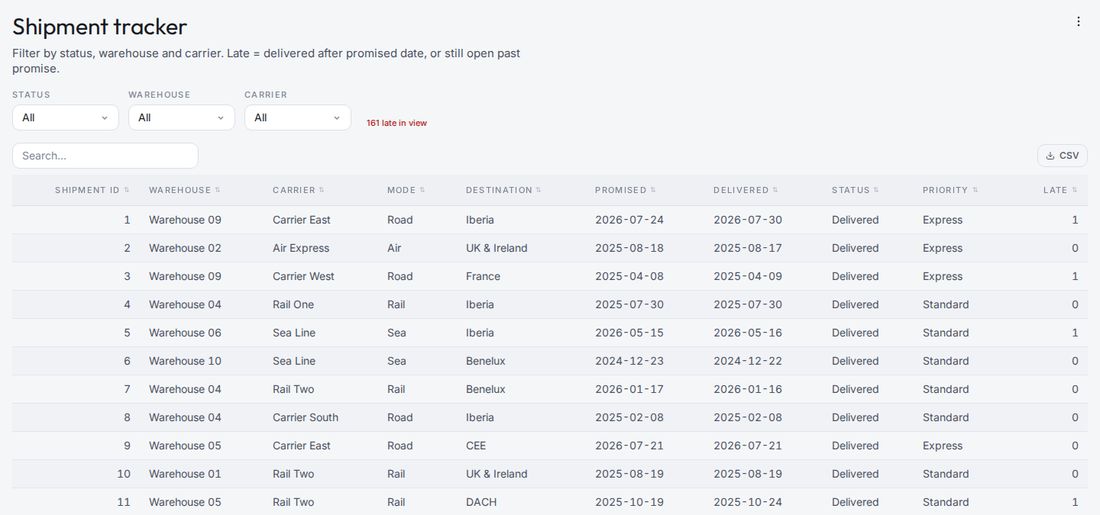 Shipment tracker
Filter by status, warehouse and carrier. Late = delivered after promised date, or still open past
promise.
STATUS WAREHOUSE CARRIER
All All All 161 late in view
Search... CSV
SHIPMENT ID WAREHOUSE CARRIER MODE DESTINATION PROMISED DELIVERED STATUS PRIORITY LATE
1 Warehouse 09 Carrier East Road Iberia 2026-07-24 2026-07-30 Delivered Express 1
2 Warehouse 02 Air Express Air UK & Ireland 2025-08-18 2025-08-17 Delivered Express 0
3 Warehouse 09 Carrier West Road France 2025-04-08 2025-04-09 Delivered Express 1
4 Warehouse 04 Rail One Rail Iberia 2025-07-30 2025-07-30 Delivered Standard 0
5 Warehouse 06 Sea Line Sea Iberia 2026-05-15 2026-05-16 Delivered Standard 1
6 Warehouse 10 Sea Line Sea Benelux 2024-12-23 2024-12-22 Delivered Standard 0
7 Warehouse 04 Rail Two Rail Benelux 2026-01-17 2026-01-16 Delivered Standard 0
8 Warehouse 04 Carrier South Road Iberia 2025-02-08 2025-02-08 Delivered Standard 0
9 Warehouse 05 Carrier East Road CEE 2026-07-21 2026-07-21 Delivered Express 0
10 Warehouse 01 Rail Two Rail UK & Ireland 2025-08-19 2025-08-19 Delivered Standard 0
11 Warehouse 05 Rail Two Rail DACH 2025-10-19 2025-10-24 Delivered Standard 1